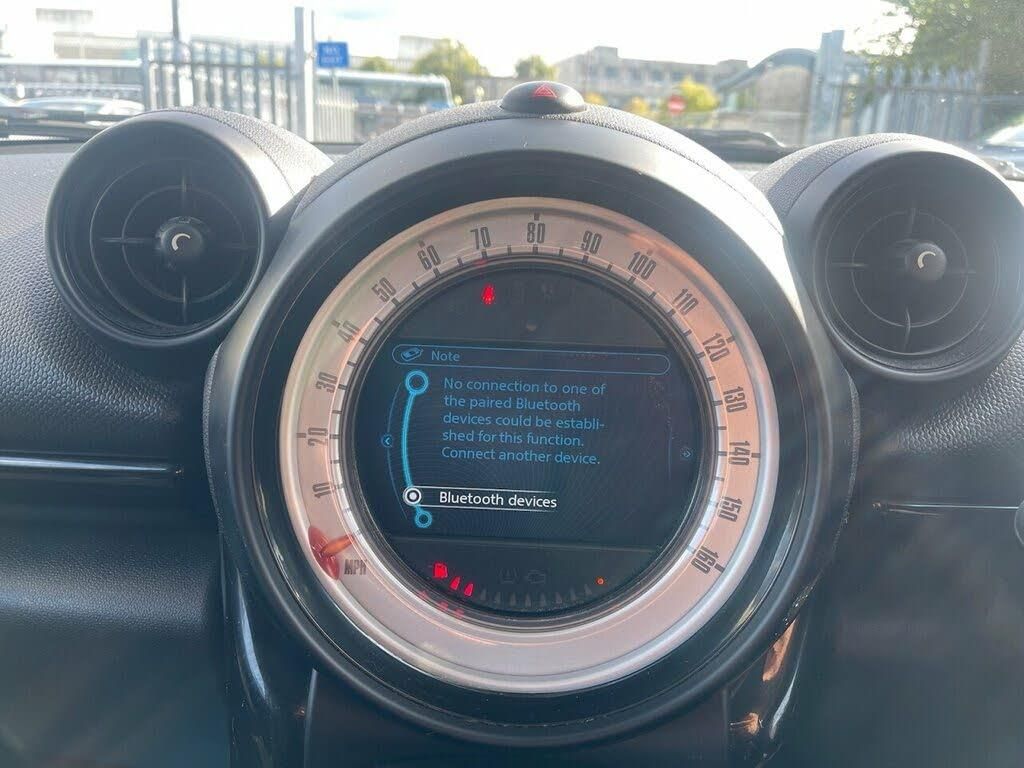 10
20
30
40
50
60
70
80
90
100
110
120
130
140
150
160
MPH
Note
No connection to one of
the paired Bluetooth
devices could be establi-
shed for this function.
Connect another device.
Bluetooth devices